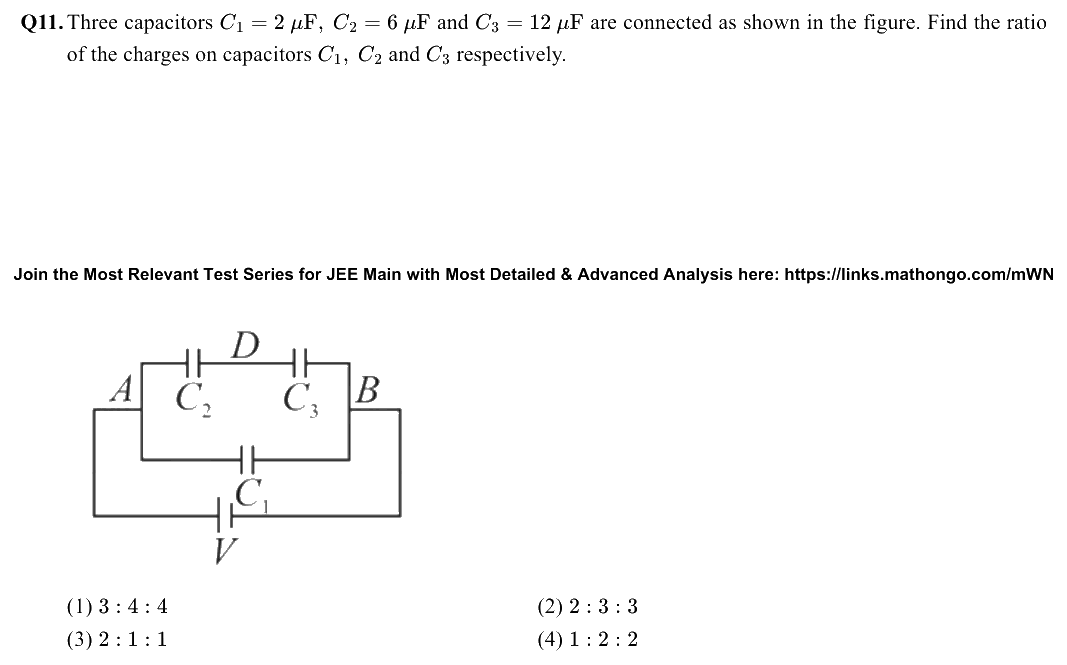 Q11. Three capacitors C₁ = 2 μF, C₂ = 6 μF and C₃ = 12 μF are connected as shown in the figure. Find the ratio
of the charges on capacitors C₁, C₂ and C₃ respectively.
Join the Most Relevant Test Series for JEE Main with Most Detailed & Advanced Analysis here: https://links.mathongo.com/mWN
D
A C₂ C₃ B
C₁
V
(1) 3 : 4 : 4 (2) 2 : 3 : 3
(3) 2 : 1 : 1 (4) 1 : 2 : 2